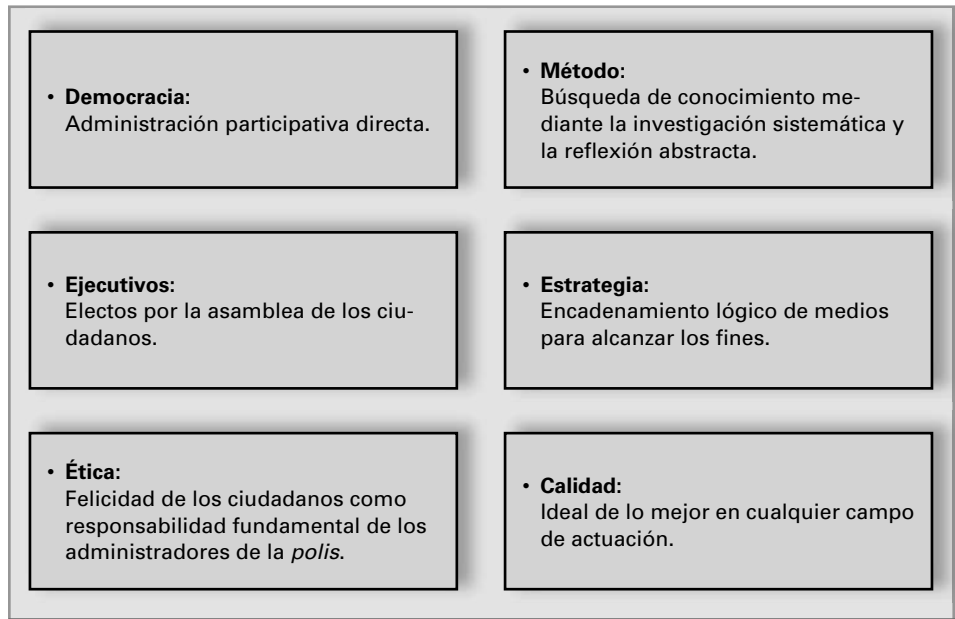 • Democracia:
Administración participativa directa.
• Método:
Búsqueda de conocimiento me-
diante la investigación sistemática y
la reflexión abstracta.
• Ejecutivos:
Electos por la asamblea de los ciu-
dadanos.
• Estrategia:
Encadenamiento lógico de medios
para alcanzar los fines.
• Ética:
Felicidad de los ciudadanos como
responsabilidad fundamental de los
administradores de la polis.
• Calidad:
Ideal de lo mejor en cualquier campo
de actuación.